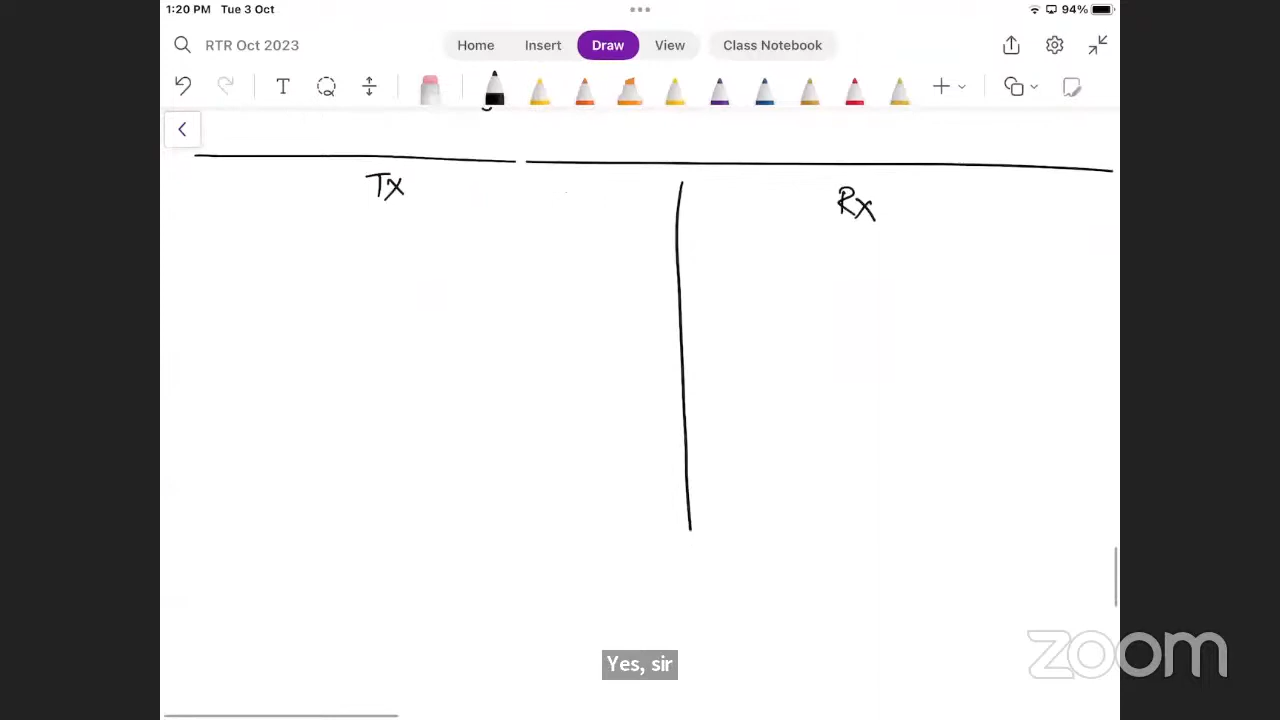 1:20 PM Tue 3 Oct
94%
RTR Oct 2023
Home Insert Draw View Class Notebook
T
Tx
Rx
Yes, sir
zoom